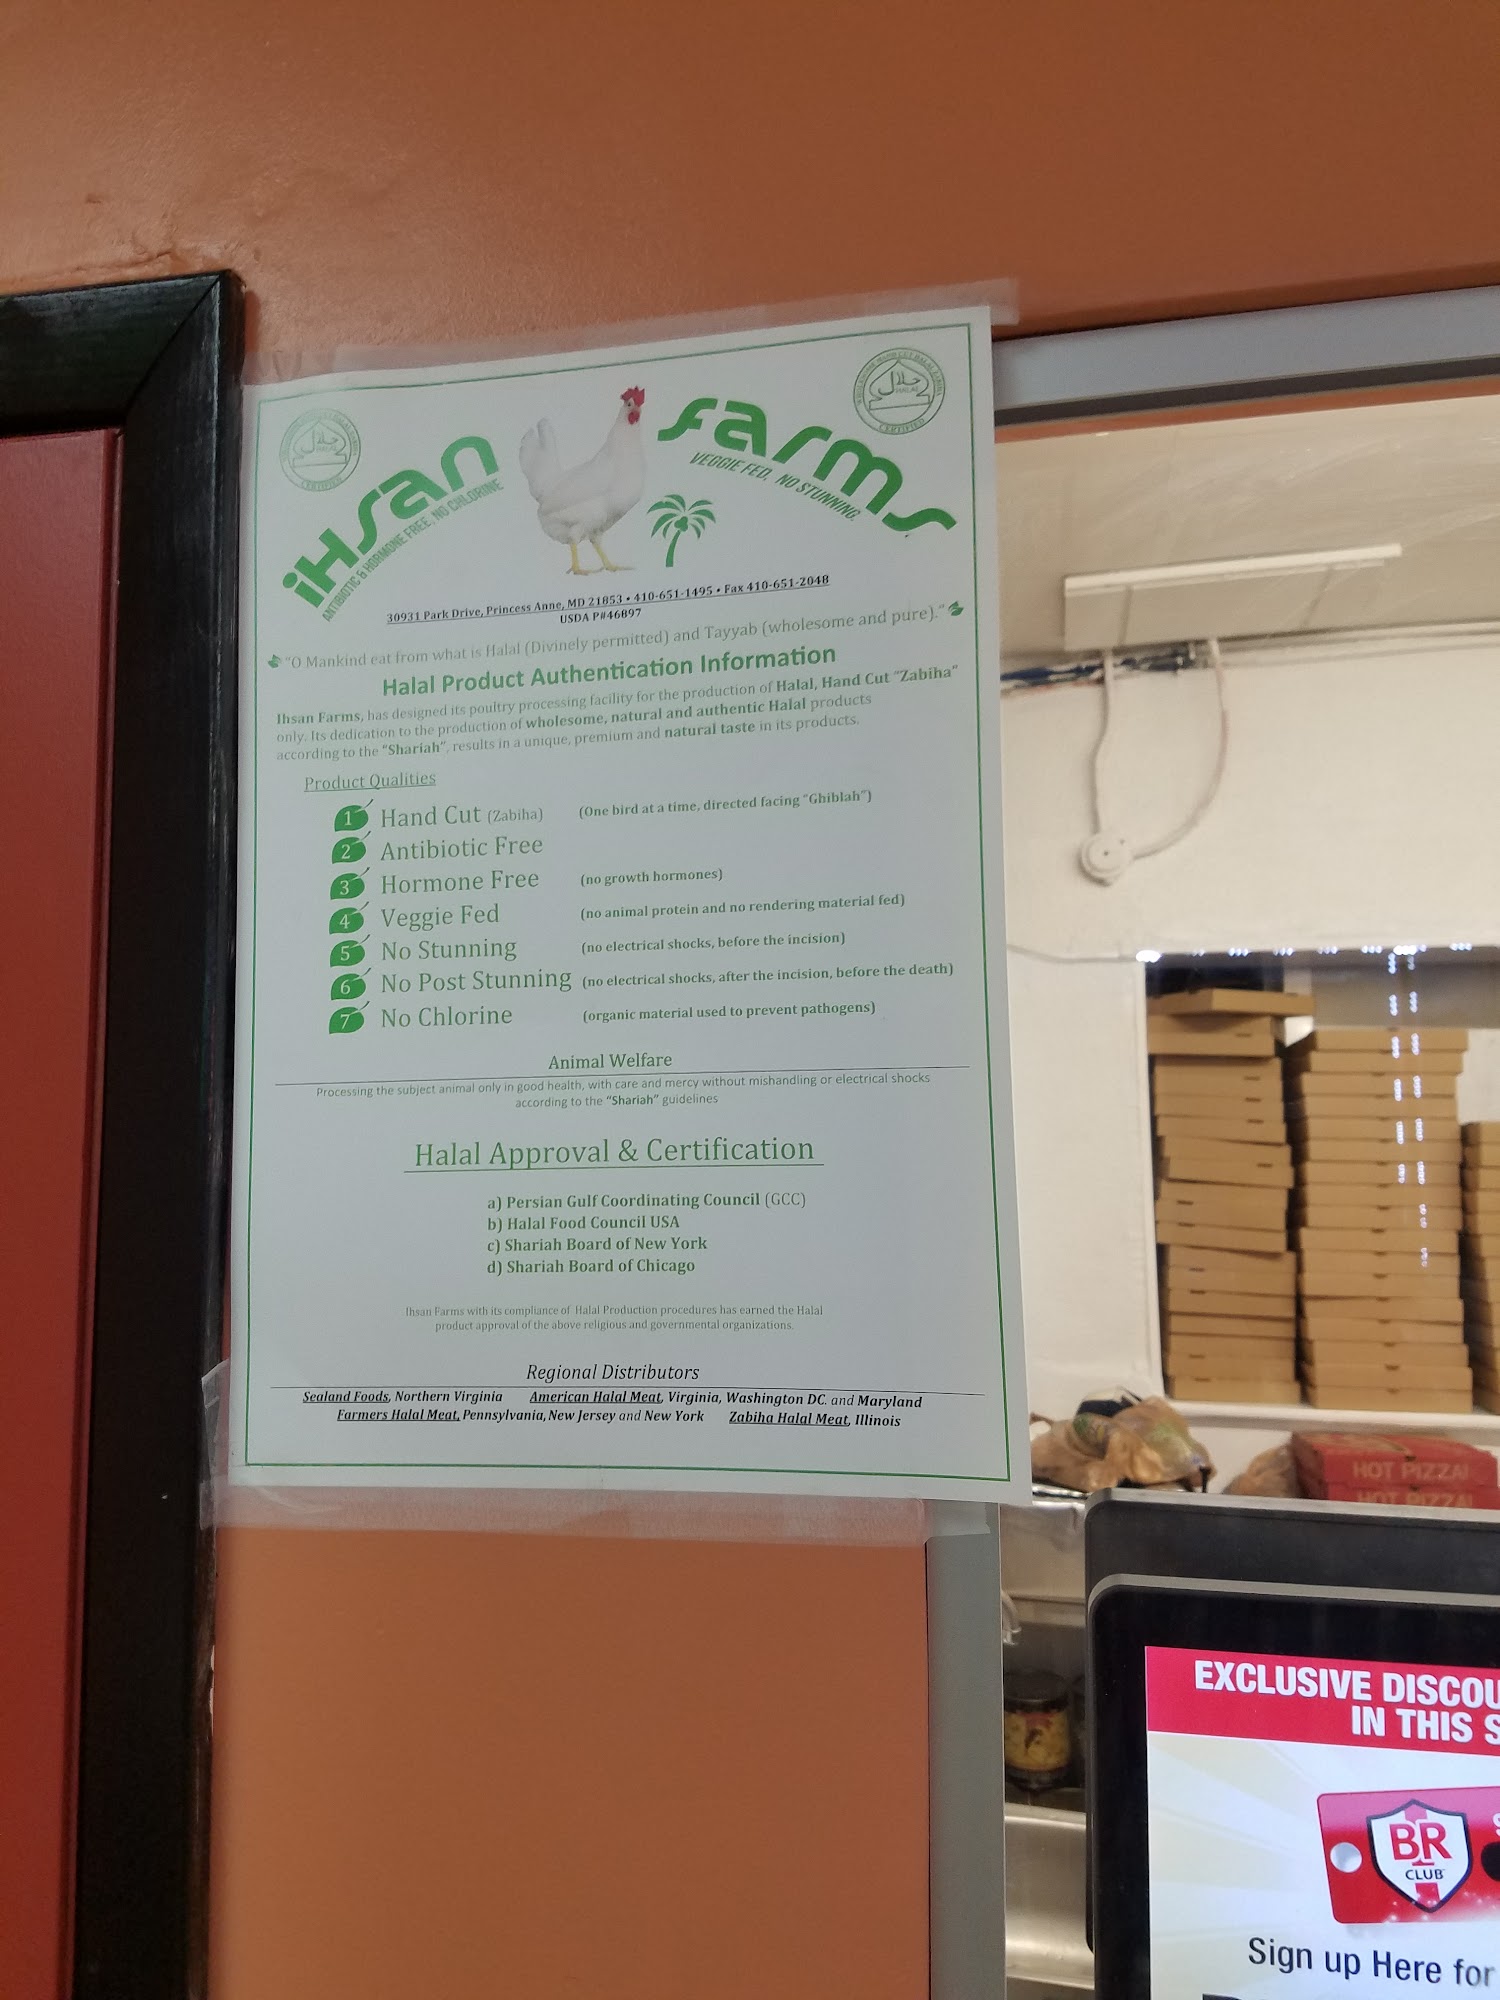 iHsan Farms
ANTIBIOTIC & HORMONE FREE, NO CHLORINE
VEGGIE FED, NO STUNNING.
حلال
HALAL
CERTIFIED
حلال
HALAL
CERTIFIED
30931 Park Drive, Princess Anne, MD 21853 • 410-651-1495 • Fax 410-651-2048
USDA P#46897
"O Mankind eat from what is Halal (Divinely permitted) and Tayyab (wholesome and pure)."
Halal Product Authentication Information
Ihsan Farms, has designed its poultry processing facility for the production of Halal, Hand Cut "Zabiha"
only. Its dedication to the production of wholesome, natural and authentic Halal products
according to the "Shariah", results in a unique, premium and natural taste in its products.
Product Qualities
1 Hand Cut (Zabiha) (One bird at a time, directed facing "Ghiblah")
2 Antibiotic Free
3 Hormone Free (no growth hormones)
4 Veggie Fed (no animal protein and no rendering material fed)
5 No Stunning (no electrical shocks, before the incision)
6 No Post Stunning (no electrical shocks, after the incision, before the death)
7 No Chlorine (organic material used to prevent pathogens)
Animal Welfare
Processing the subject animal only in good health, with care and mercy without mishandling or electrical shocks
according to the "Shariah" guidelines
Halal Approval & Certification
a) Persian Gulf Coordinating Council (GCC)
b) Halal Food Council USA
c) Shariah Board of New York
d) Shariah Board of Chicago
Ihsan Farms with its compliance of Halal Production procedures has earned the Halal
product approval of the above religious and governmental organizations.
Regional Distributors
Sealand Foods, Northern Virginia American Halal Meat, Virginia, Washington DC. and Maryland
Farmers Halal Meat, Pennsylvania, New Jersey and New York Zabiha Halal Meat, Illinois
HOT PIZZA!
HOT PIZZA!
EXCLUSIVE DISCOU
IN THIS S
BR
CLUB
Sign up Here for